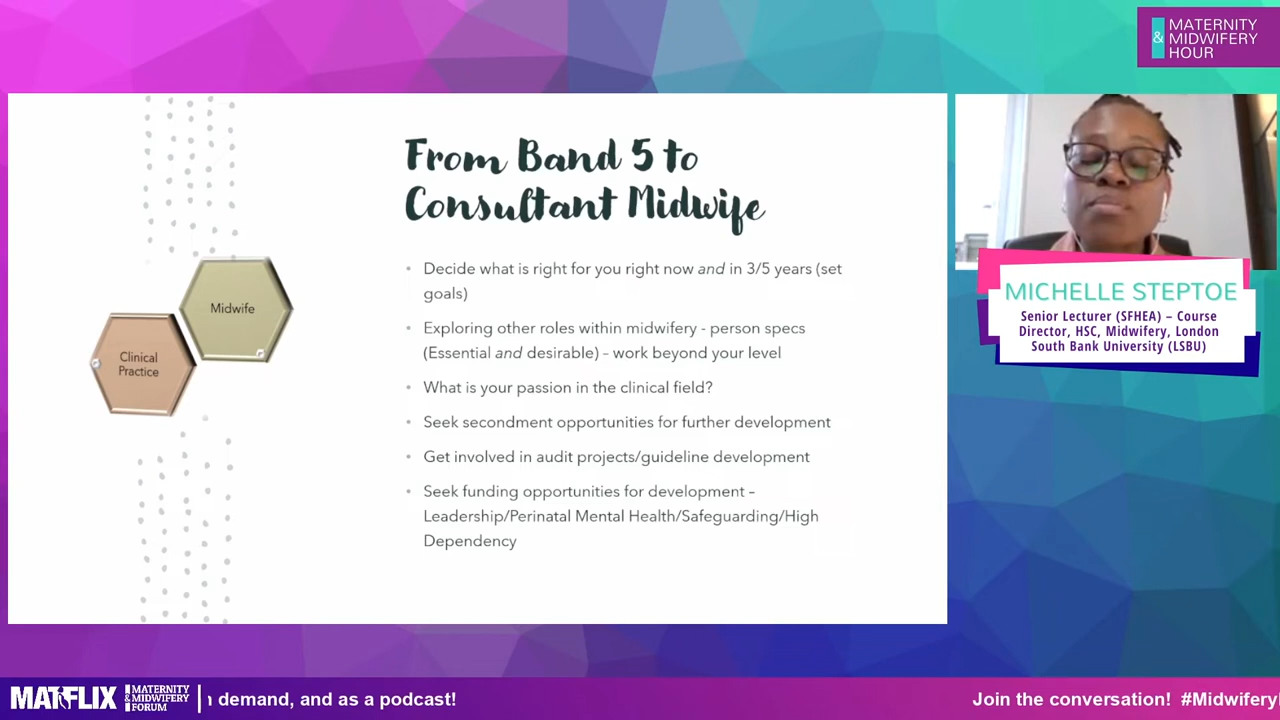 MATERNITY
& MIDWIFERY
HOUR
From Band 5 to
Consultant Midwife
• Decide what is right for you right now and in 3/5 years (set
goals)
• Exploring other roles within midwifery - person specs
(Essential and desirable) – work beyond your level
• What is your passion in the clinical field?
• Seek secondment opportunities for further development
• Get involved in audit projects/guideline development
• Seek funding opportunities for development –
Leadership/Perinatal Mental Health/Safeguarding/High
Dependency
Midwife
Clinical
Practice
MICHELLE STEPTOE
Senior Lecturer (SFHEA) – Course
Director, HSC, Midwifery, London
South Bank University (LSBU)
MATFLIX
MATERNITY
& MIDWIFERY
FORUM
demand, and as a podcast!
Join the conversation! #Midwifery